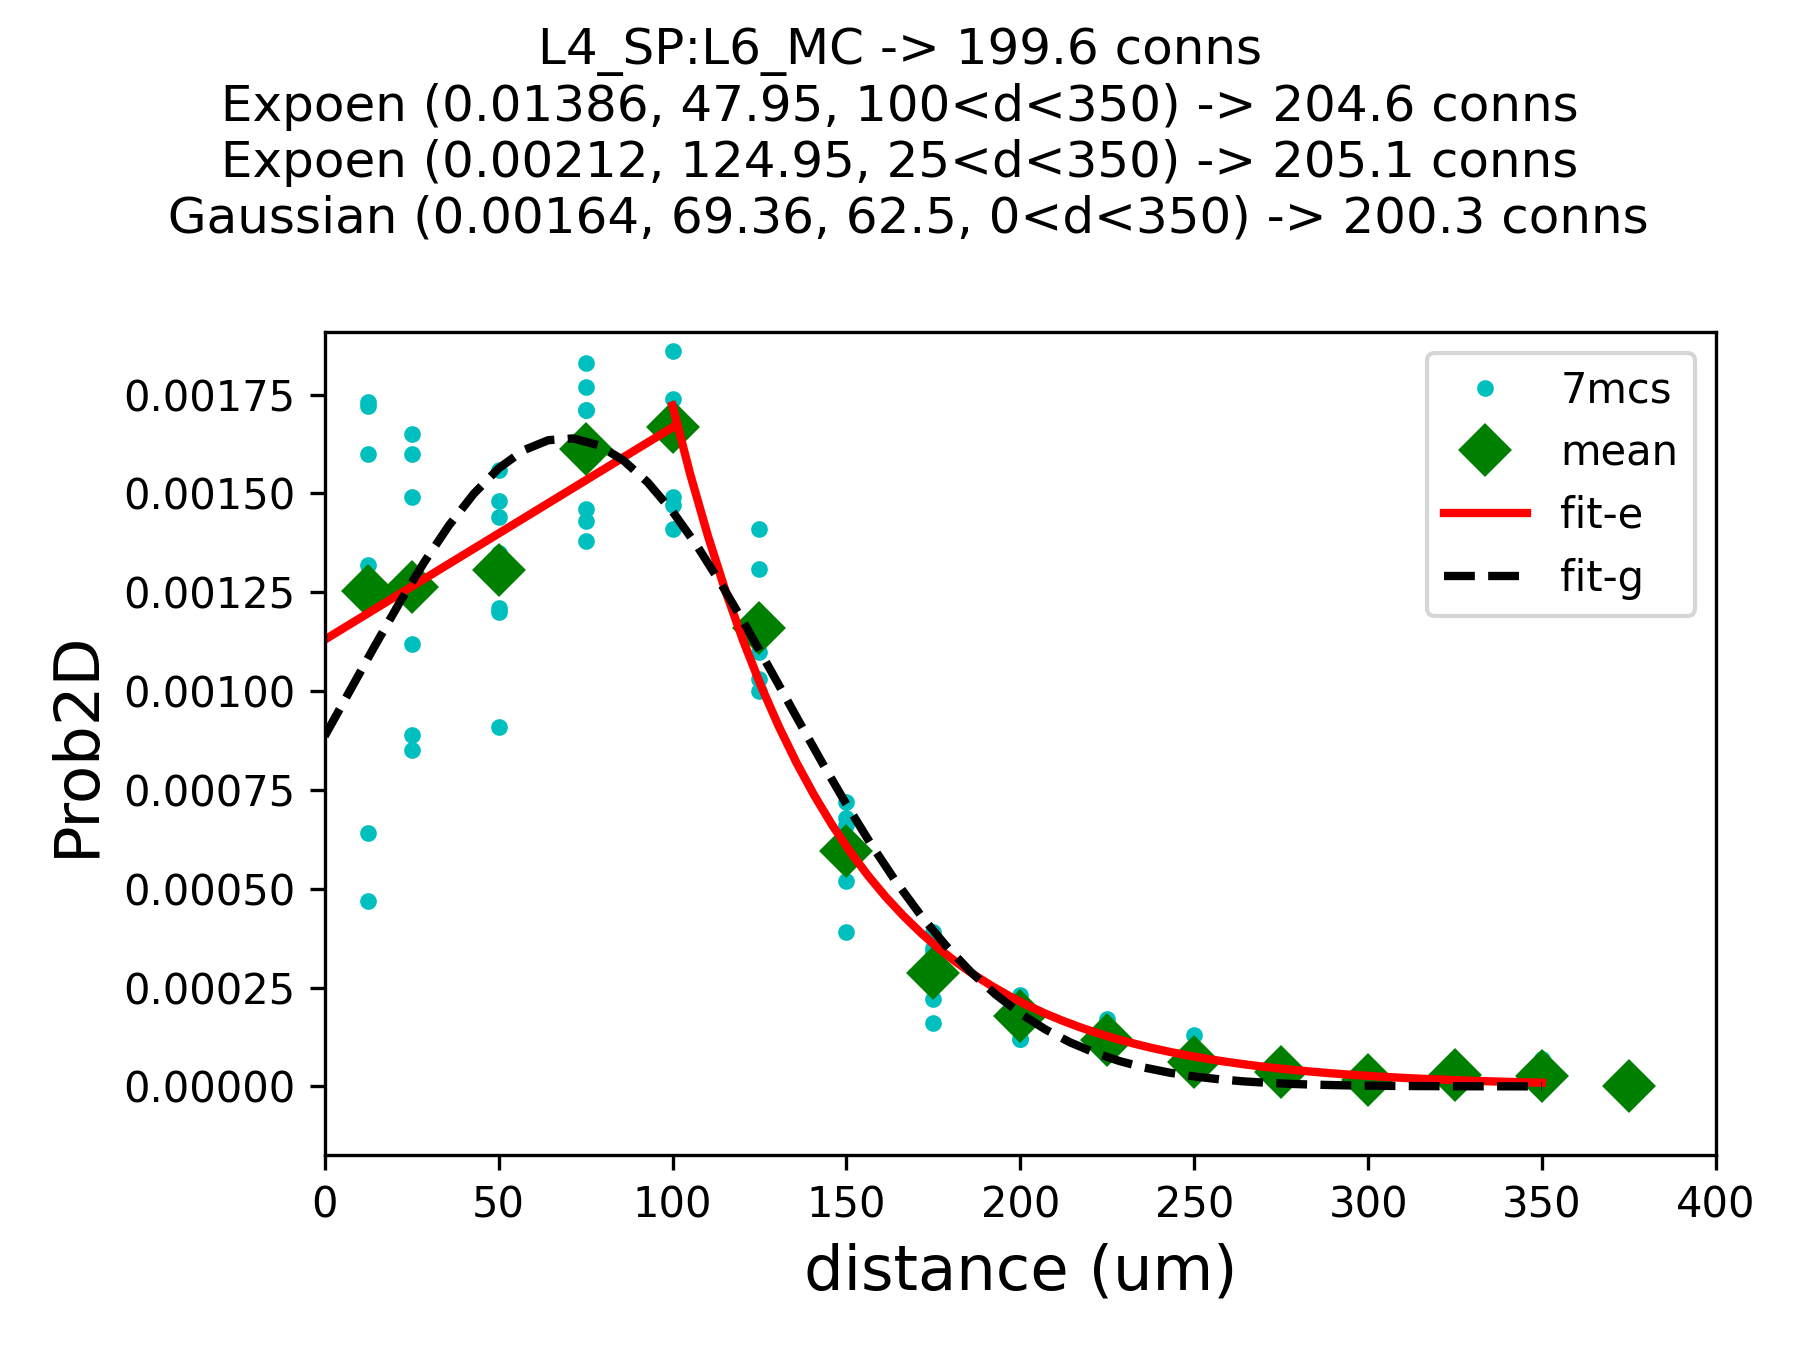 L4_SP:L6_MC -> 199.6 conns
Expoen (0.01386, 47.95, 100<d<350) -> 204.6 conns
Expoen (0.00212, 124.95, 25<d<350) -> 205.1 conns
Gaussian (0.00164, 69.36, 62.5, 0<d<350) -> 200.3 conns
7mcs
mean
fit-e
fit-g
Prob2D
0.00175
0.00150
0.00125
0.00100
0.00075
0.00050
0.00025
0.00000
0 50 100 150 200 250 300 350 400
distance (um)